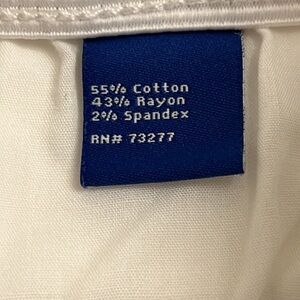 55% Cotton
43% Rayon
2% Spandex
RN# 73277